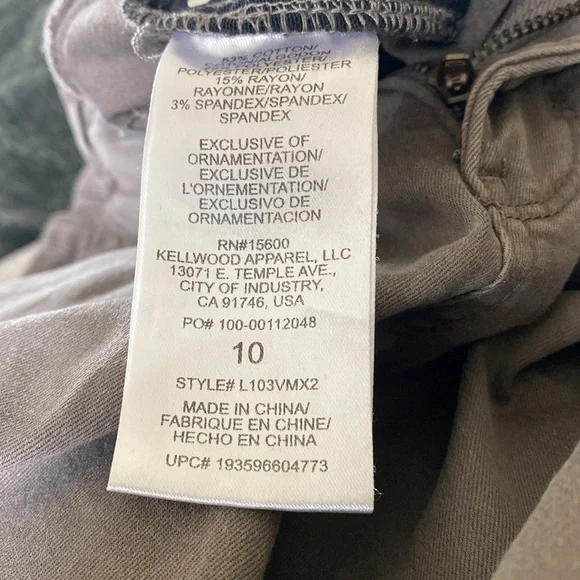 53% COTTON/
POLYESTER/POLIESTER
15% RAYON/
RAYONNE/RAYON
3% SPANDEX/SPANDEX/
SPANDEX
EXCLUSIVE OF
ORNAMENTATION/
EXCLUSIVE DE
L'ORNEMENTATION/
EXCLUSIVO DE
ORNAMENTACION
RN#15600
KELLWOOD APPAREL, LLC
13071 E. TEMPLE AVE.,
CITY OF INDUSTRY,
CA 91746, USA
PO# 100-00112048
10
STYLE# L103VMX2
MADE IN CHINA/
FABRIQUE EN CHINE/
HECHO EN CHINA
UPC# 193596604773